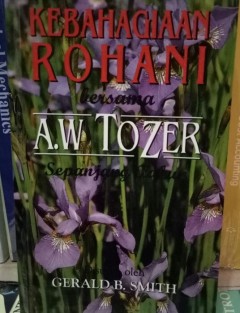 KEBAHAGIAAN
ROHANI
bersama
A.W TOZER
Sepanjang
oleh
GERALD B. SMITH
Mechanics